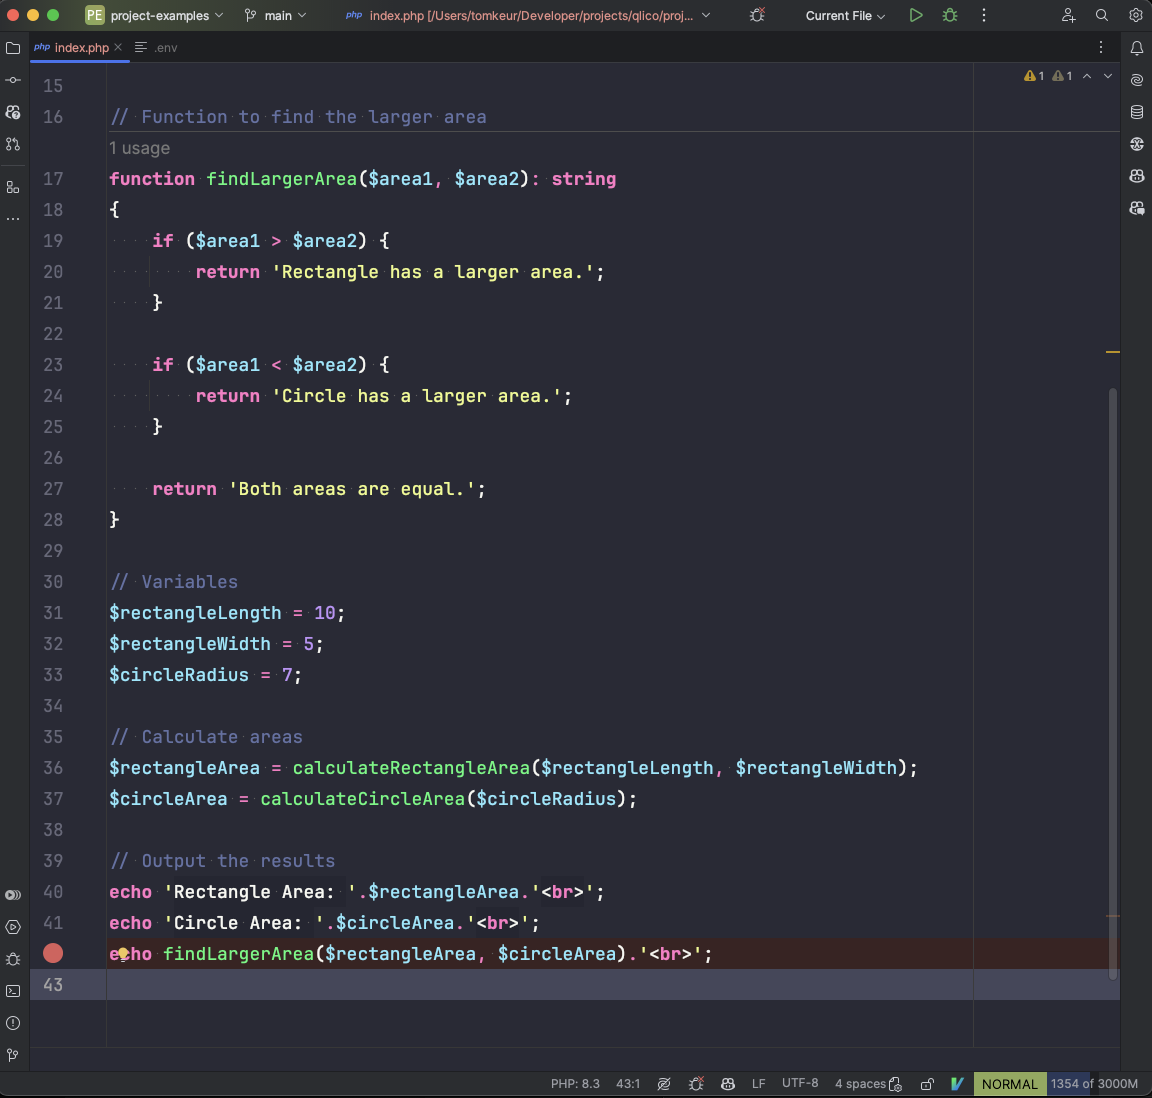 PE project-examples main php index.php [/Users/tomkeur/Developer/projects/qlico/proj... Current File
php index.php .env
1 1
15
16 // Function to find the larger area
1 usage
17 function findLargerArea($area1, $area2): string
18 {
19 if ($area1 > $area2) {
20 return 'Rectangle has a larger area.';
21 }
22
23 if ($area1 < $area2) {
24 return 'Circle has a larger area.';
25 }
26
27 return 'Both areas are equal.';
28 }
29
30 // Variables
31 $rectangleLength = 10;
32 $rectangleWidth = 5;
33 $circleRadius = 7;
34
35 // Calculate areas
36 $rectangleArea = calculateRectangleArea($rectangleLength, $rectangleWidth);
37 $circleArea = calculateCircleArea($circleRadius);
38
39 // Output the results
40 echo 'Rectangle Area: '.$rectangleArea.'<br>';
41 echo 'Circle Area: '.$circleArea.'<br>';
echo findLargerArea($rectangleArea, $circleArea).'<br>';
43
PHP: 8.3 43:1 LF UTF-8 4 spaces NORMAL 1354 of 3000M